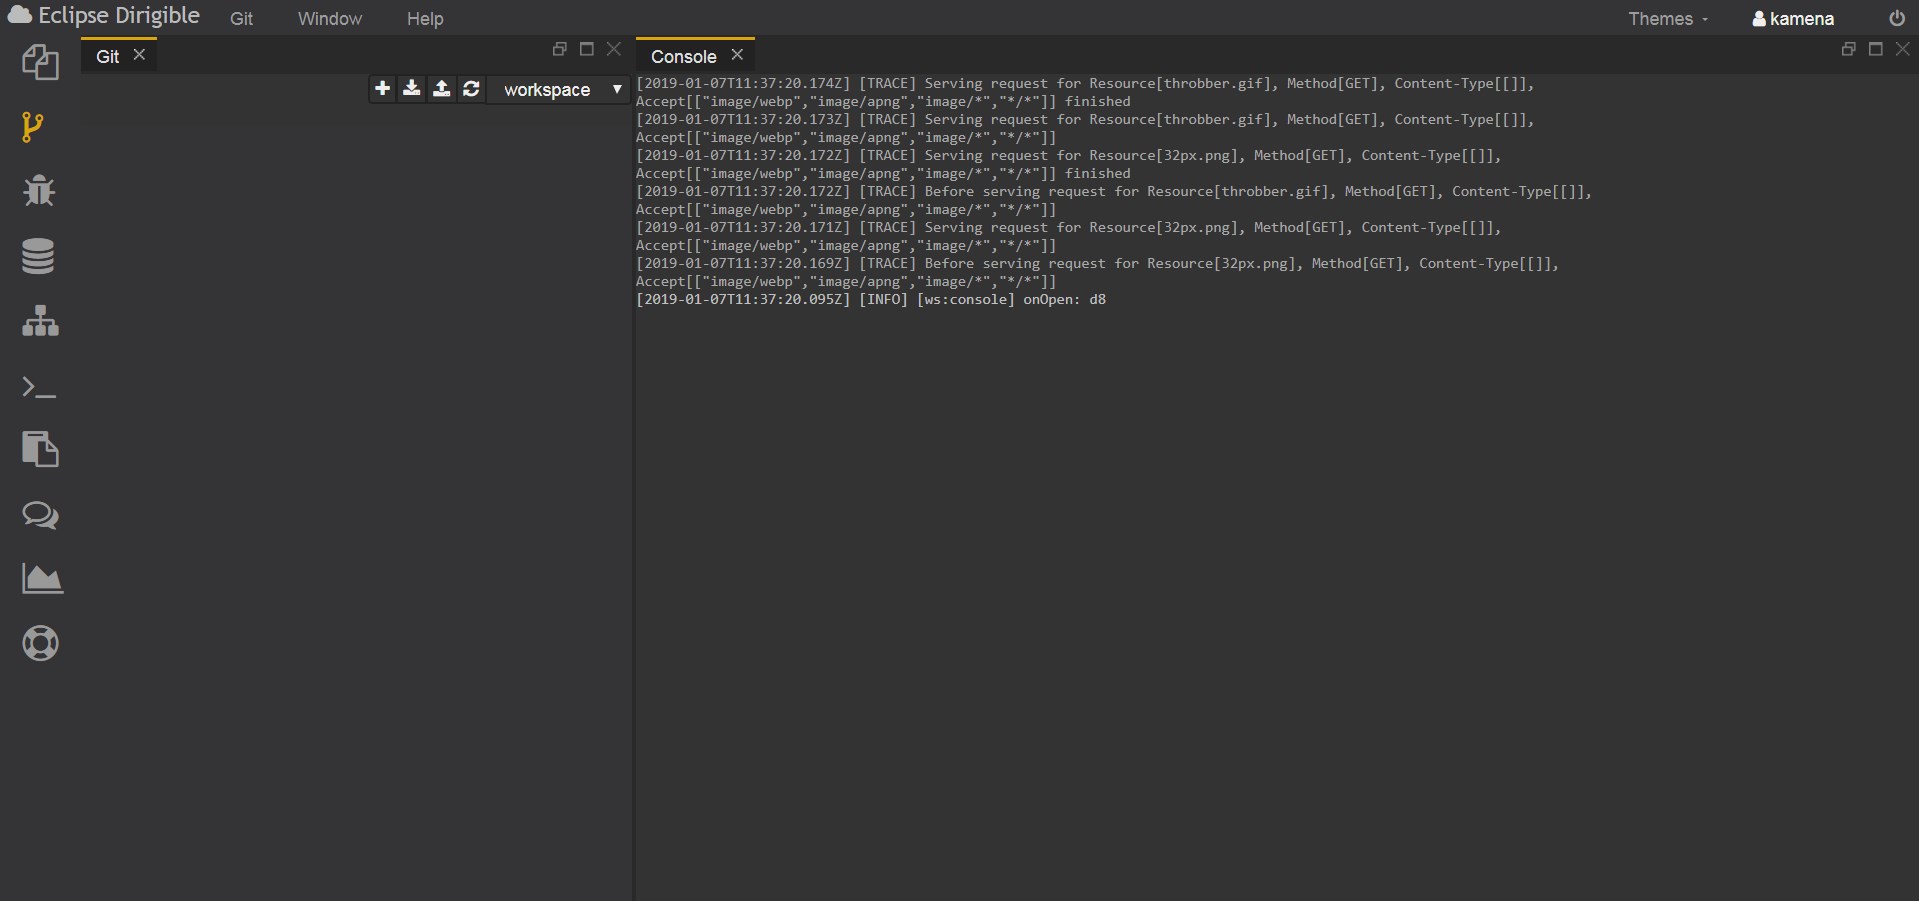 Eclipse Dirigible Git Window Help Themes kamena
Git
workspace
Console
[2019-01-07T11:37:20.174Z] [TRACE] Serving request for Resource[throbber.gif], Method[GET], Content-Type[[]],
Accept[["image/webp","image/apng","image/*","*/*"]] finished
[2019-01-07T11:37:20.173Z] [TRACE] Serving request for Resource[throbber.gif], Method[GET], Content-Type[[]],
Accept[["image/webp","image/apng","image/*","*/*"]]
[2019-01-07T11:37:20.172Z] [TRACE] Serving request for Resource[32px.png], Method[GET], Content-Type[[]],
Accept[["image/webp","image/apng","image/*","*/*"]] finished
[2019-01-07T11:37:20.172Z] [TRACE] Before serving request for Resource[throbber.gif], Method[GET], Content-Type[[]],
Accept[["image/webp","image/apng","image/*","*/*"]]
[2019-01-07T11:37:20.171Z] [TRACE] Serving request for Resource[32px.png], Method[GET], Content-Type[[]],
Accept[["image/webp","image/apng","image/*","*/*"]]
[2019-01-07T11:37:20.169Z] [TRACE] Before serving request for Resource[32px.png], Method[GET], Content-Type[[]],
Accept[["image/webp","image/apng","image/*","*/*"]]
[2019-01-07T11:37:20.095Z] [INFO] [ws:console] onOpen: d8